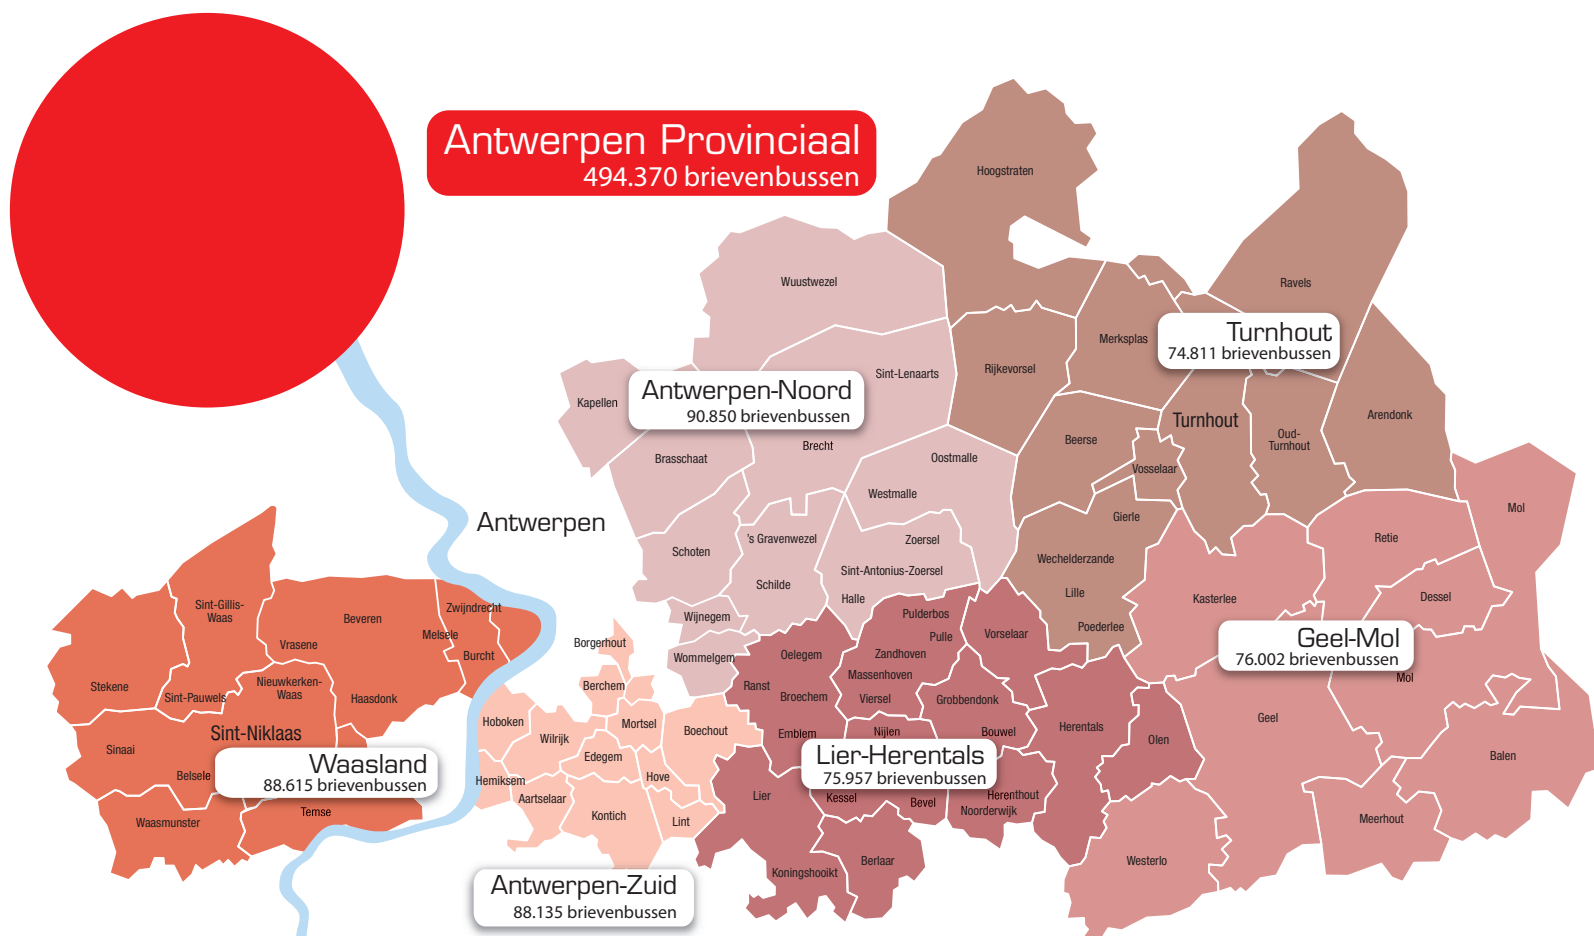 Antwerpen Provinciaal
494.370 brievenbussen
Hoogstraten
Ravels
Wuustwezel
Turnhout
74.811 brievenbussen
Merksplas
Rijkevorsel
Sint-Lenaarts
Antwerpen-Noord
90.850 brievenbussen
Kapellen
Arendonk
Turnhout
Oud-
Turnhout
Beerse
Vosselaar
Brecht
Brasschaat
Oostmalle
Westmalle
Gierle
Mol
Antwerpen
's Gravenwezel
Schoten
Zoersel
Sint-Antonius-Zoersel
Schilde
Halle
Wechelderzande
Lille
Poederlee
Retie
Dessel
Kasterlee
Geel-Mol
76.002 brievenbussen
Mol
Geel
Balen
Meerhout
Westerlo
Wijnegem
Wommelgem
Pulderbos
Pulle
Vorselaar
Zandhoven
Massenhoven
Viersel
Oelegem
Ranst
Broechem
Emblem
Grobbendonk
Bouwel
Nijlen
Herentals
Olen
Lier-Herentals
75.957 brievenbussen
Kessel
Bevel
Herenthout
Noorderwijk
Lier
Berlaar
Koningshooikt
Sint-Gillis-
Waas
Beveren
Zwijndrecht
Melsele
Burcht
Vrasene
Stekene
Sint-Pauwels
Nieuwkerken-
Waas
Haasdonk
Sint-Niklaas
Sinaai
Belsele
Waasland
88.615 brievenbussen
Waasmunster
Temse
Borgerhout
Berchem
Hoboken
Wilrijk
Mortsel
Boechout
Edegem
Hove
Hemiksem
Aartselaar
Kontich
Lint
Antwerpen-Zuid
88.135 brievenbussen